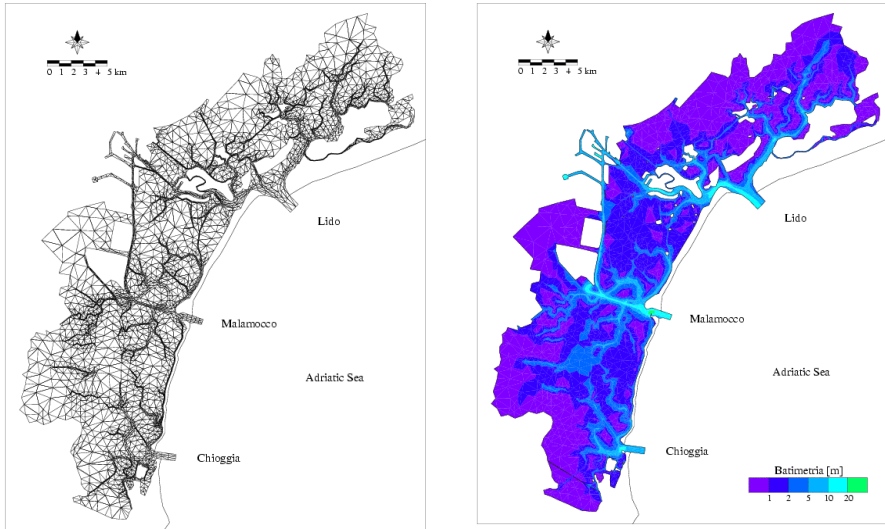 0 1 2 3 4 5 km
Lido
Malamocco
Adriatic Sea
Chioggia
0 1 2 3 4 5 km
Lido
Malamocco
Adriatic Sea
Chioggia
Batimetria [m]
1 2 5 10 20